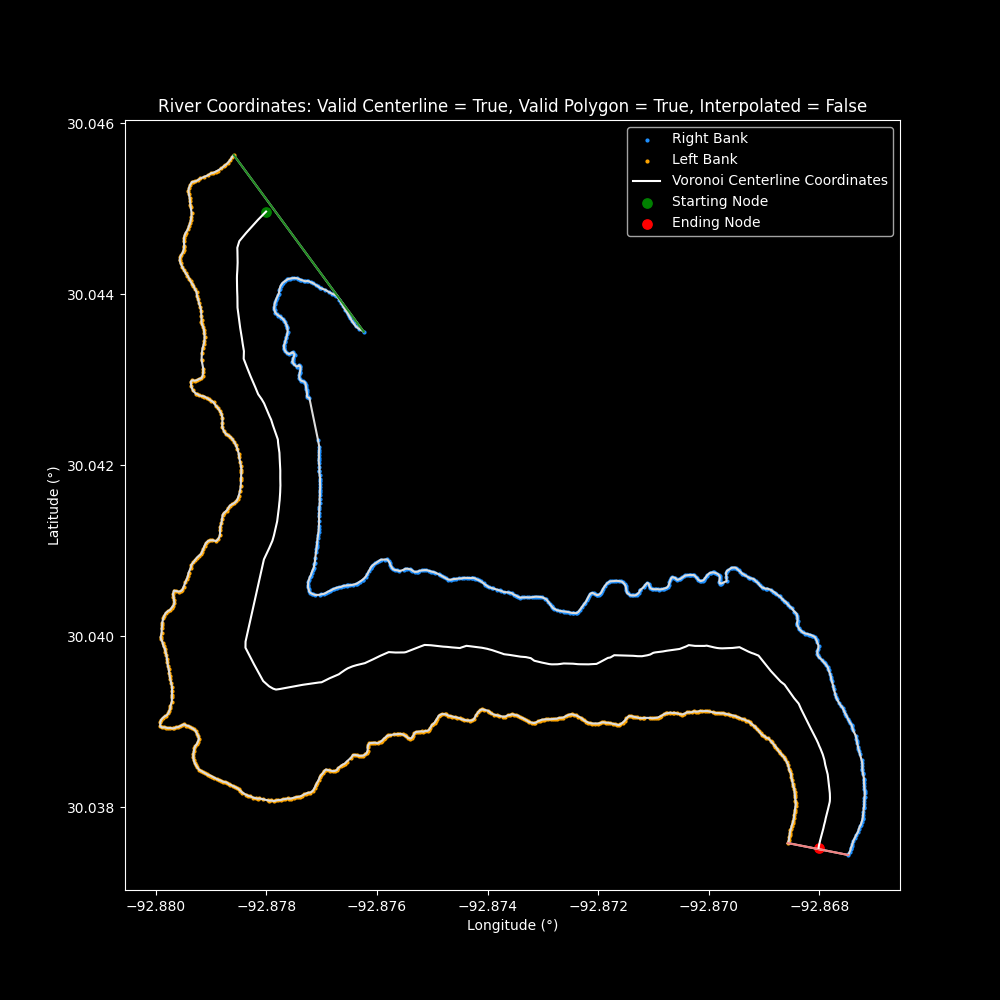 River Coordinates: Valid Centerline = True, Valid Polygon = True, Interpolated = False
30.046
30.044
30.042
30.040
30.038
Latitude (°)
Right Bank
Left Bank
Voronoi Centerline Coordinates
Starting Node
Ending Node
−92.880 −92.878 −92.876 −92.874 −92.872 −92.870 −92.868
Longitude (°)